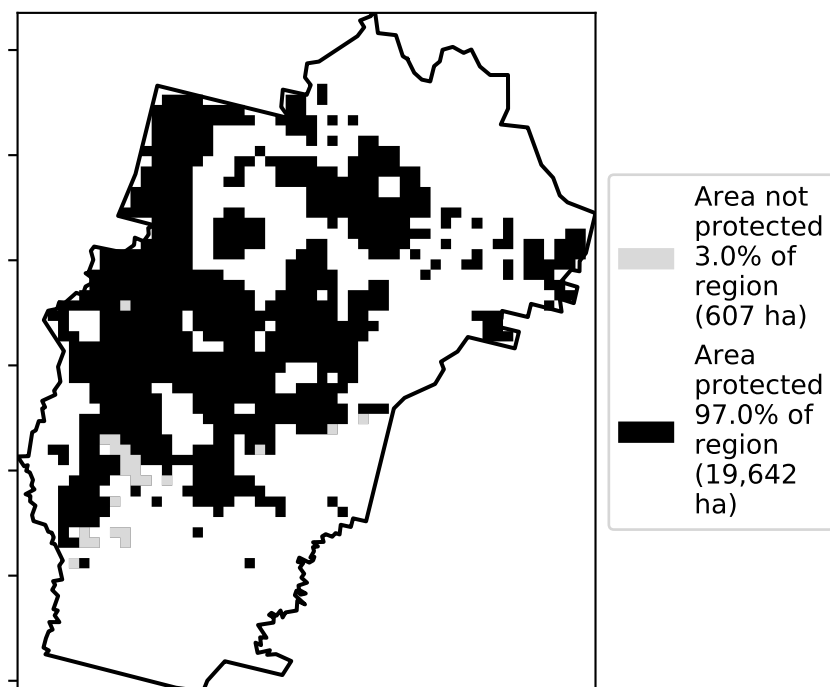 Area not
protected
3.0% of
region
(607 ha)
Area
protected
97.0% of
region
(19,642
ha)